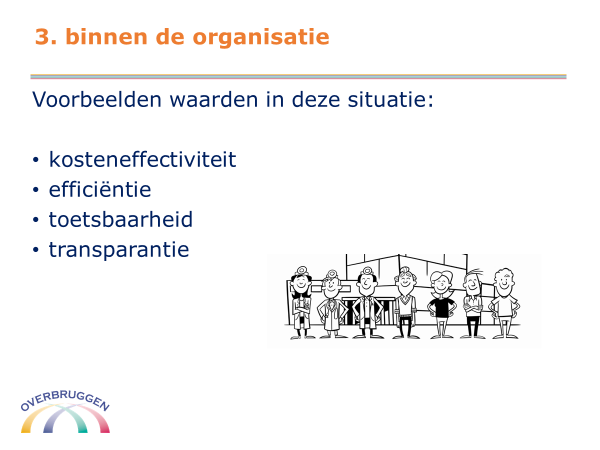 3. binnen de organisatie
Voorbeelden waarden in deze situatie:
• kosteneffectiviteit
• efficiëntie
• toetsbaarheid
• transparantie
OVERBRUGGEN